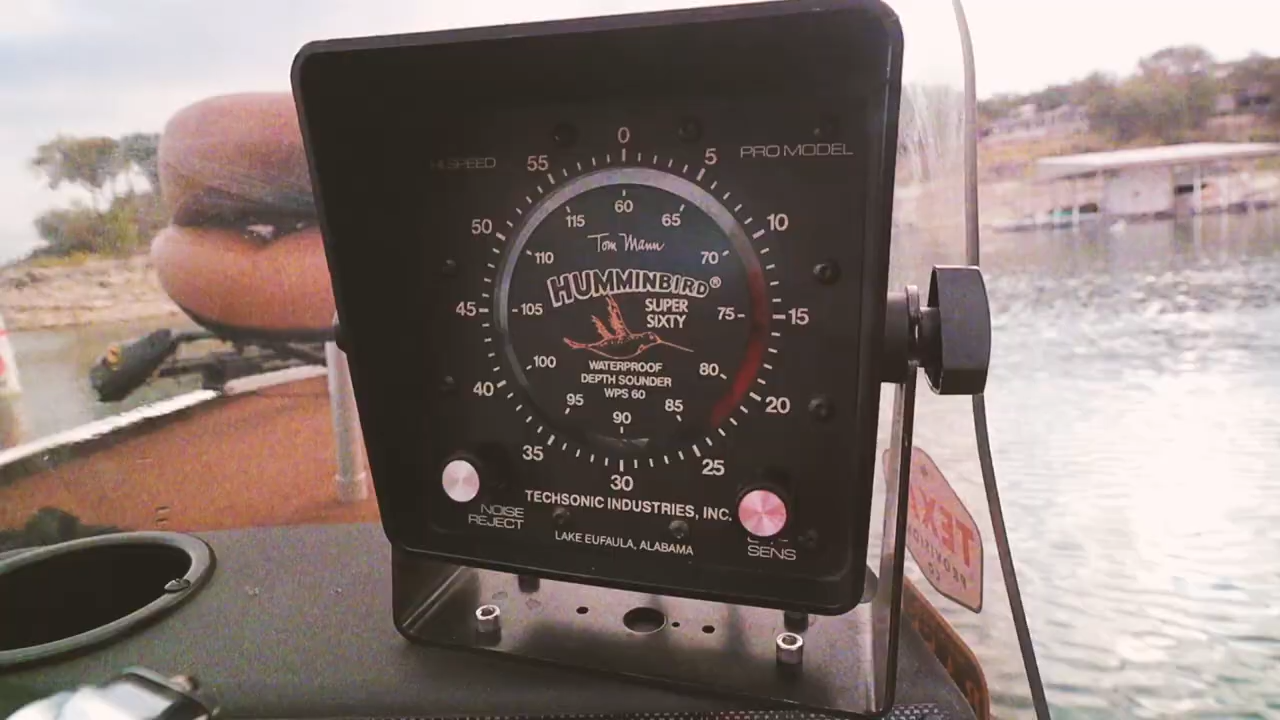 HI SPEED
PRO MODEL
0
5
10
15
20
25
30
35
40
45
50
55
60
65
70
75
80
85
90
95
100
105
110
115
Tom Mann
HUMMINBIRD®
SUPER
SIXTY
WATERPROOF
DEPTH SOUNDER
WPS 60
TECHSONIC INDUSTRIES, INC.
LAKE EUFAULA, ALABAMA
NOISE
REJECT
SENS